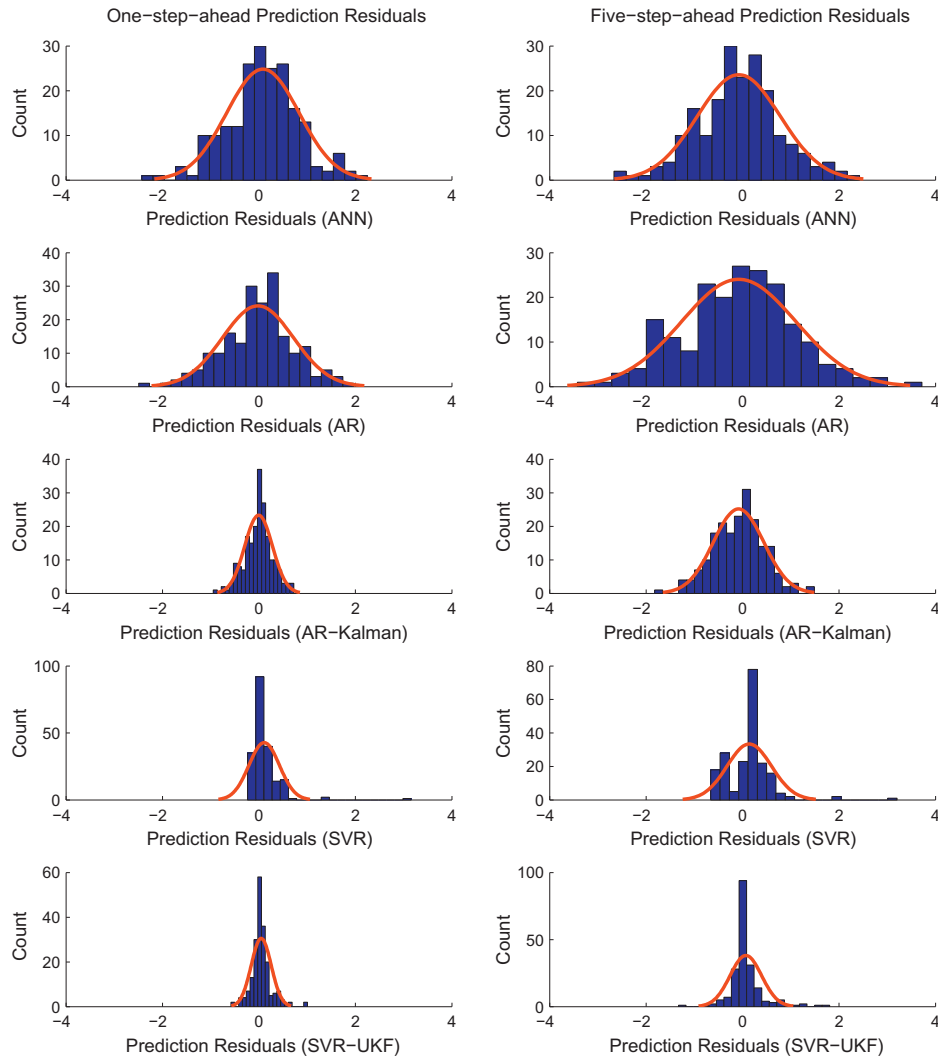 One−step−ahead Prediction Residuals
Five−step−ahead Prediction Residuals
30
20
10
0
Count
−4 −2 0 2 4
Prediction Residuals (ANN)
30
20
10
0
Count
−4 −2 0 2 4
Prediction Residuals (ANN)
40
30
20
10
0
Count
−4 −2 0 2 4
Prediction Residuals (AR)
30
20
10
0
Count
−4 −2 0 2 4
Prediction Residuals (AR)
40
30
20
10
0
Count
−4 −2 0 2 4
Prediction Residuals (AR−Kalman)
40
30
20
10
0
Count
−4 −2 0 2 4
Prediction Residuals (AR−Kalman)
100
50
0
Count
−4 −2 0 2 4
Prediction Residuals (SVR)
80
60
40
20
0
Count
−4 −2 0 2 4
Prediction Residuals (SVR)
60
40
20
0
Count
−4 −2 0 2 4
Prediction Residuals (SVR−UKF)
100
50
0
Count
−4 −2 0 2 4
Prediction Residuals (SVR−UKF)